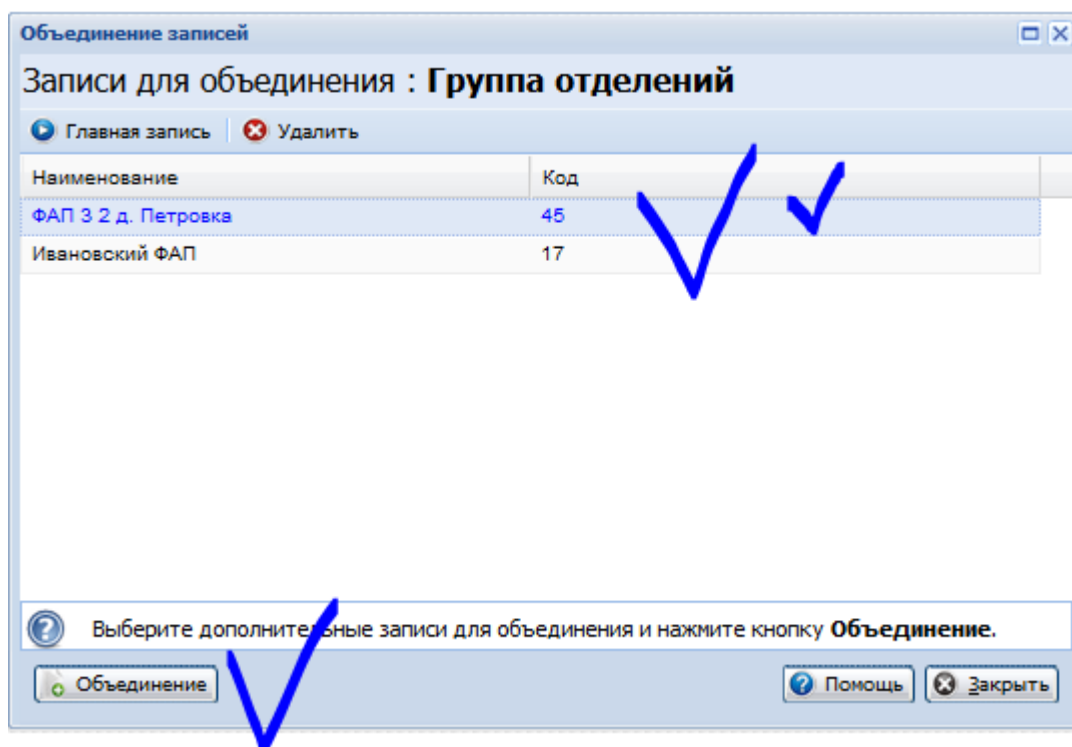 Объединение записей
Записи для объединения : Группа отделений
Главная запись Удалить
Наименование Код
ФАП 3 2 д. Петровка 45
Ивановский ФАП 17
Выберите дополнительные записи для объединения и нажмите кнопку Объединение.
Объединение Помощь Закрыть